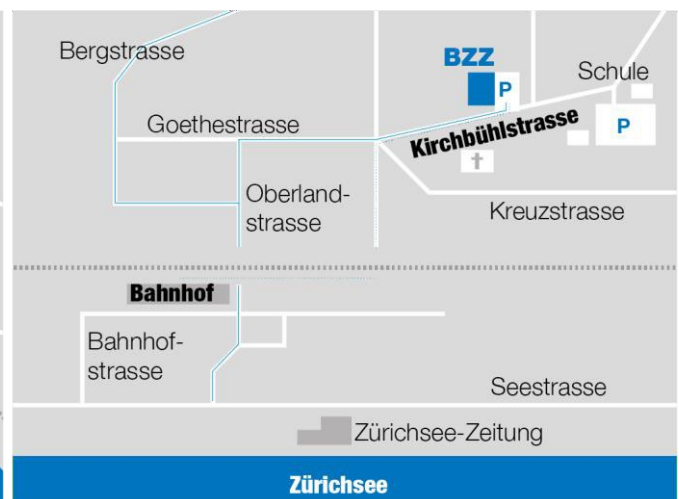 Bergstrasse
BZZ
P
Schule
Goethestrasse
Kirchbühlstrasse
P
Oberland-
strasse
Kreuzstrasse
Bahnhof
Bahnhof-
strasse
Seestrasse
Zürichsee-Zeitung
Zürichsee